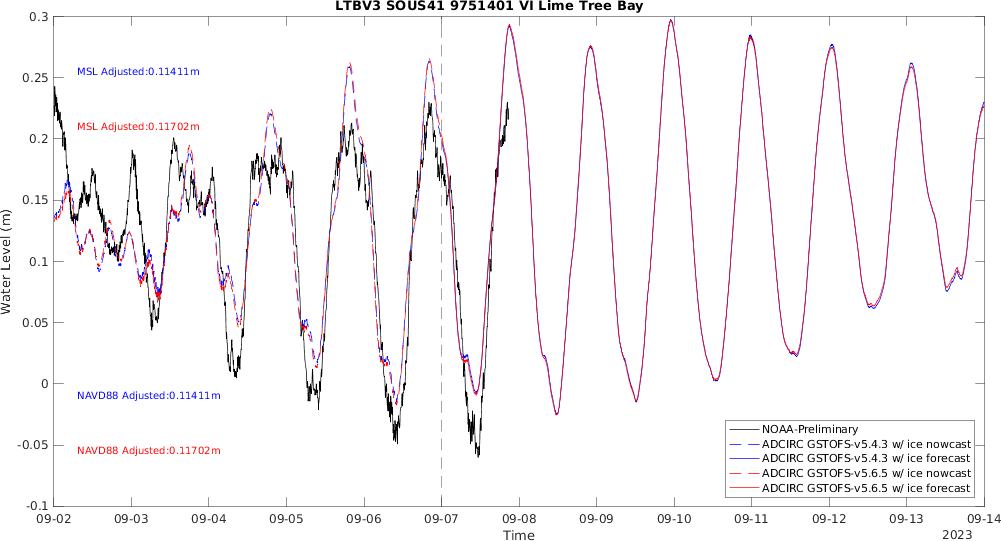 LTBV3 SOUS41 9751401 VI Lime Tree Bay
0.3
0.25
0.2
0.15
0.1
0.05
0
-0.05
-0.1
Water Level (m)
MSL Adjusted:0.11411m
MSL Adjusted:0.11702m
NAVD88 Adjusted:0.11411m
NAVD88 Adjusted:0.11702m
NOAA-Preliminary
ADCIRC GSTOFS-v5.4.3 w/ ice nowcast
ADCIRC GSTOFS-v5.4.3 w/ ice forecast
ADCIRC GSTOFS-v5.6.5 w/ ice nowcast
ADCIRC GSTOFS-v5.6.5 w/ ice forecast
09-02 09-03 09-04 09-05 09-06 09-07 09-08 09-09 09-10 09-11 09-12 09-13 09-14
Time
2023